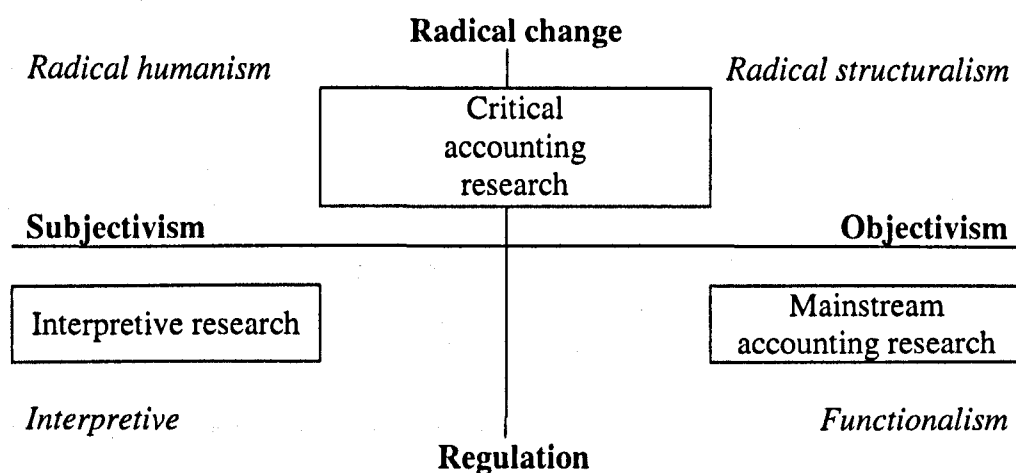 Radical change
Radical humanism
Radical structuralism
Critical
accounting
research
Subjectivism
Objectivism
Interpretive research
Mainstream
accounting research
Interpretive
Functionalism
Regulation